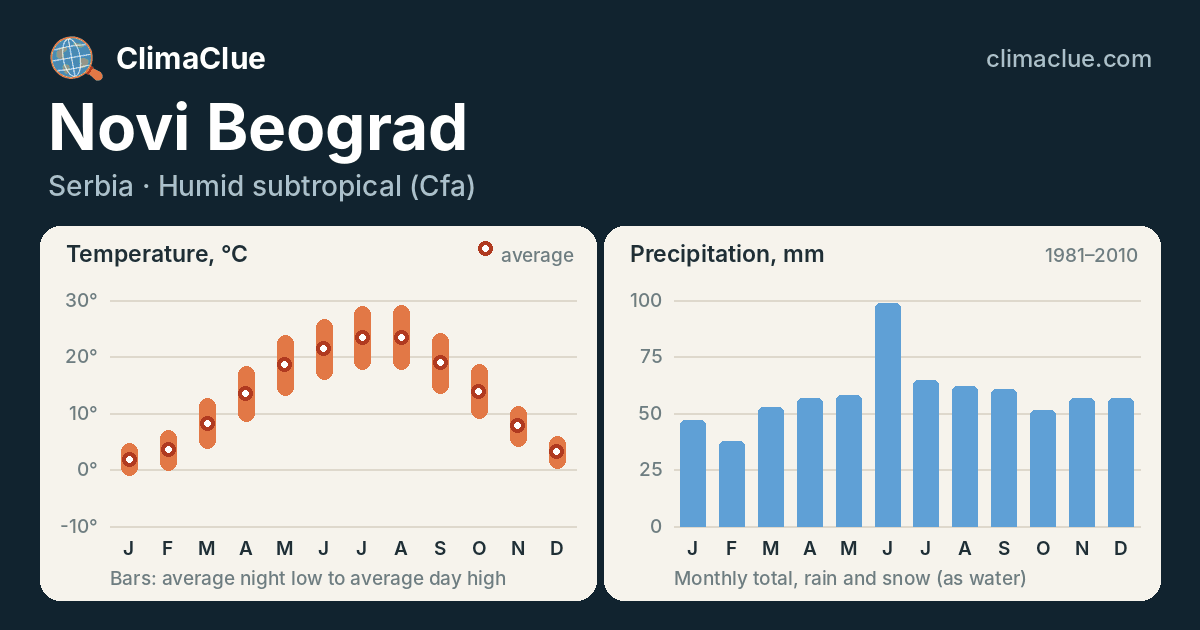 ClimaClue
climaclue.com
Novi Beograd
Serbia · Humid subtropical (Cfa)
Temperature, °C
average
30°
20°
10°
0°
-10°
J F M A M J J A S O N D
Bars: average night low to average day high
Precipitation, mm
1981–2010
100
75
50
25
0
J F M A M J J A S O N D
Monthly total, rain and snow (as water)